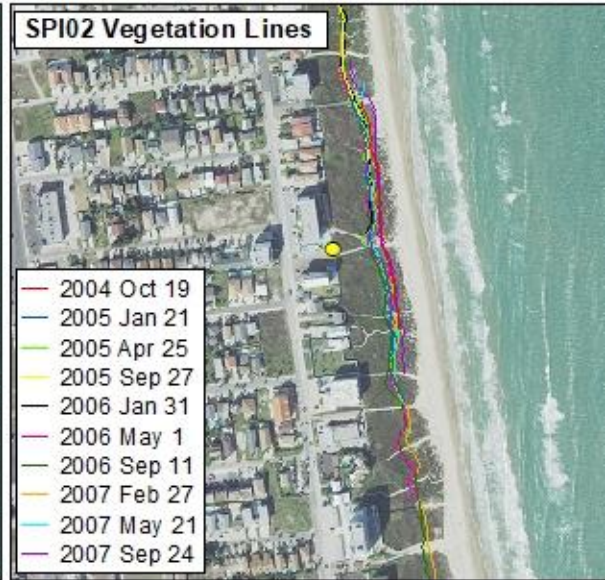 SPI02 Vegetation Lines
2004 Oct 19
2005 Jan 21
2005 Apr 25
2005 Sep 27
2006 Jan 31
2006 May 1
2006 Sep 11
2007 Feb 27
2007 May 21
2007 Sep 24